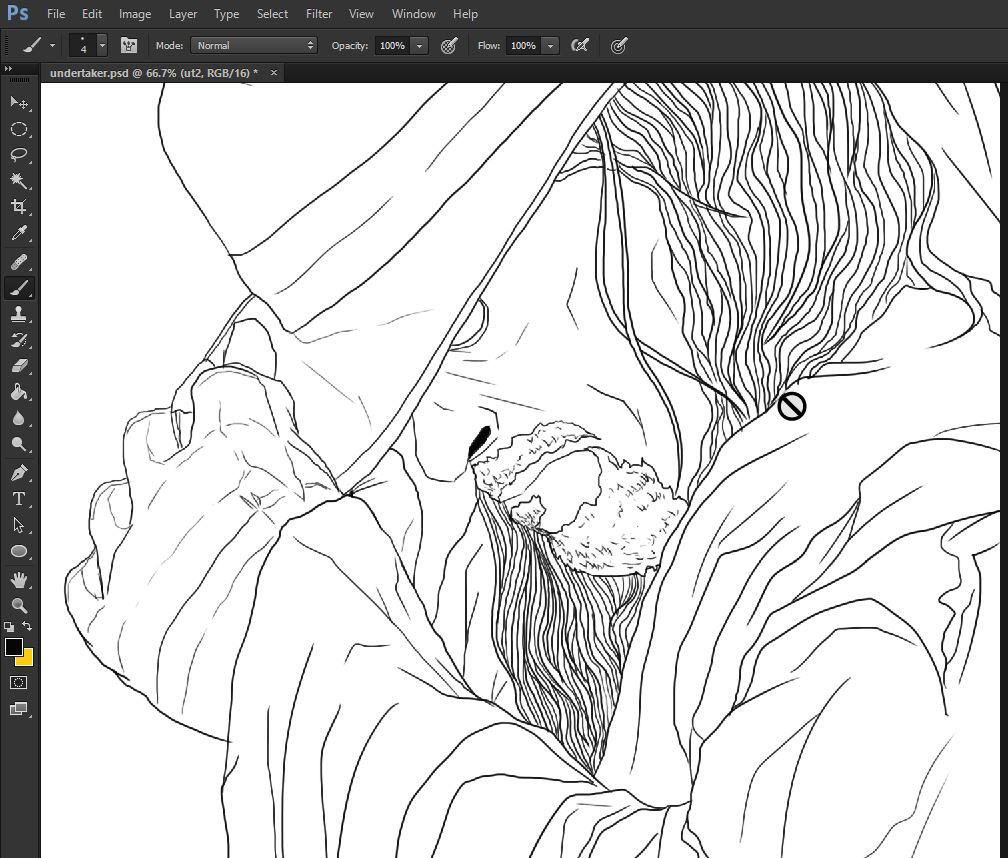 Ps File Edit Image Layer Type Select Filter View Window Help
4 Mode: Normal Opacity: 100% Flow: 100%
undertaker.psd @ 66.7% (ut2, RGB/16) * ×
T